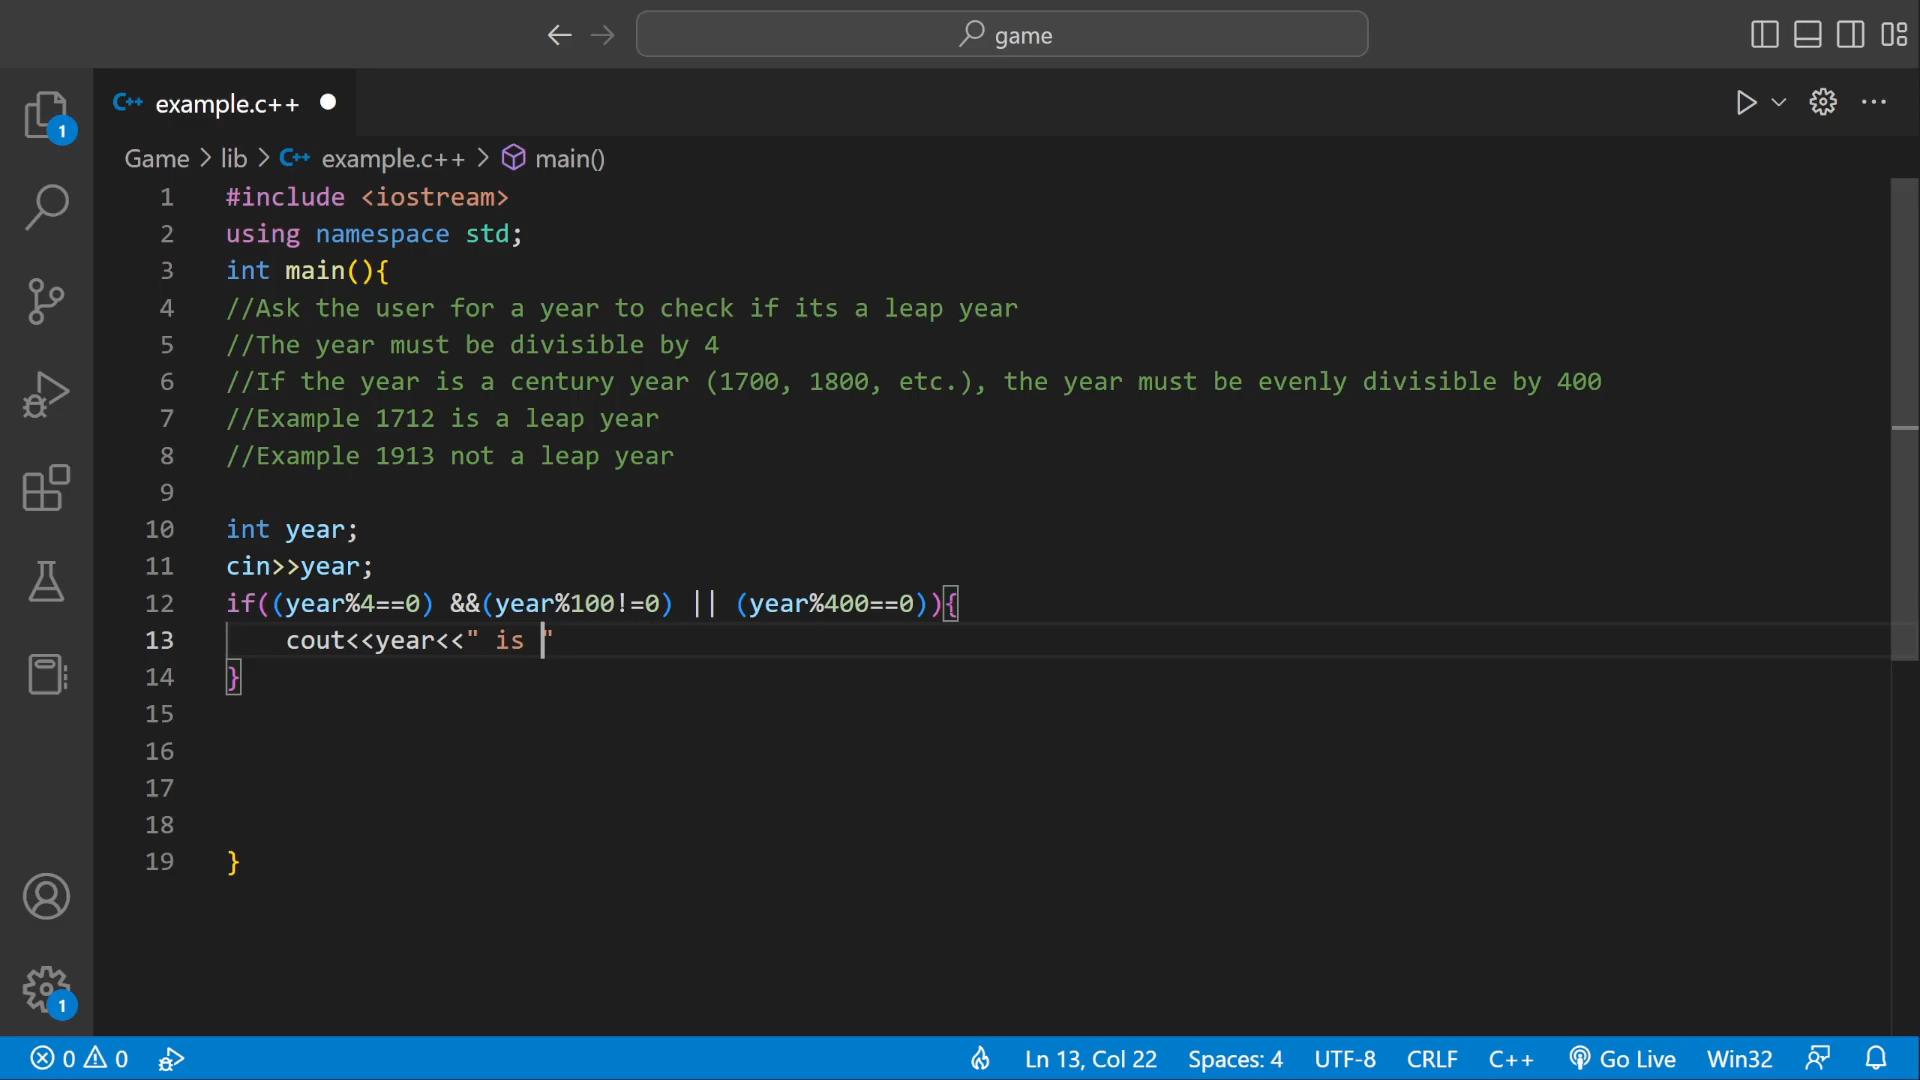 game
1
C++ example.c++
Game > lib > C++ example.c++ > main()
1 #include <iostream>
2 using namespace std;
3 int main(){
4 //Ask the user for a year to check if its a leap year
5 //The year must be divisible by 4
6 //If the year is a century year (1700, 1800, etc.), the year must be evenly divisible by 400
7 //Example 1712 is a leap year
8 //Example 1913 not a leap year
9
10 int year;
11 cin>>year;
12 if((year%4==0) &&(year%100!=0) || (year%400==0)){
13 cout<<year<<" is "
14 }
15
16
17
18
19 }
1
0 0 Ln 13, Col 22 Spaces: 4 UTF-8 CRLF C++ Go Live Win32